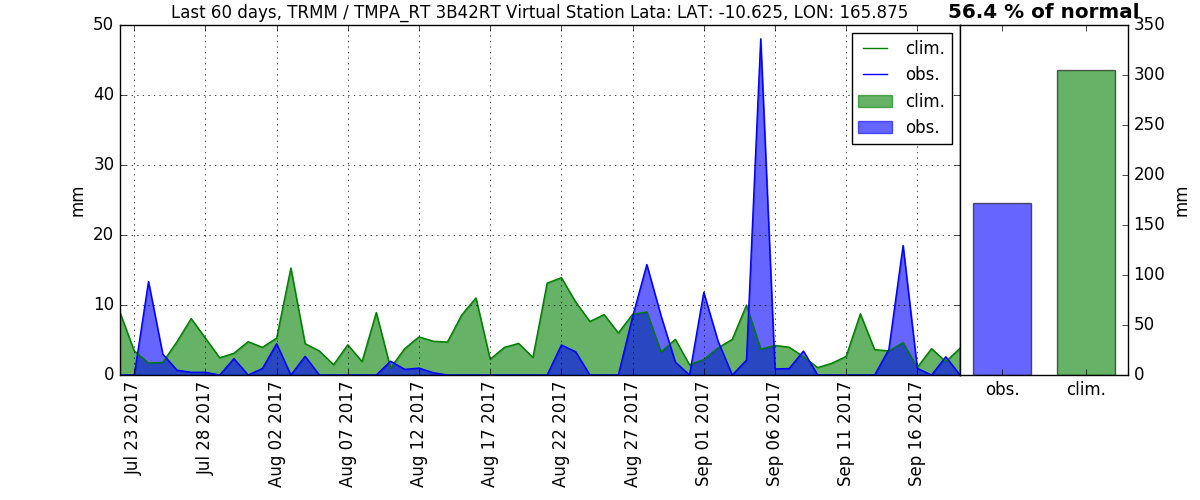 Last 60 days, TRMM / TMPA_RT 3B42RT Virtual Station Lata: LAT: -10.625, LON: 165.875
56.4 % of normal
50
40
30
20
10
0
mm
clim.
obs.
clim.
obs.
350
300
250
200
150
100
50
0
mm
obs.
clim.
Jul 23 2017
Jul 28 2017
Aug 02 2017
Aug 07 2017
Aug 12 2017
Aug 17 2017
Aug 22 2017
Aug 27 2017
Sep 01 2017
Sep 06 2017
Sep 11 2017
Sep 16 2017